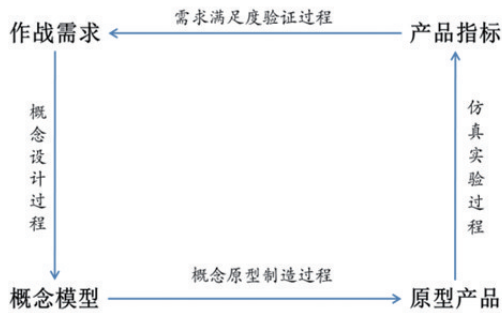 需求满足度验证过程
作战需求
产品指标
概念设计过程
仿真实验过程
概念原型制造过程
概念模型
原型产品